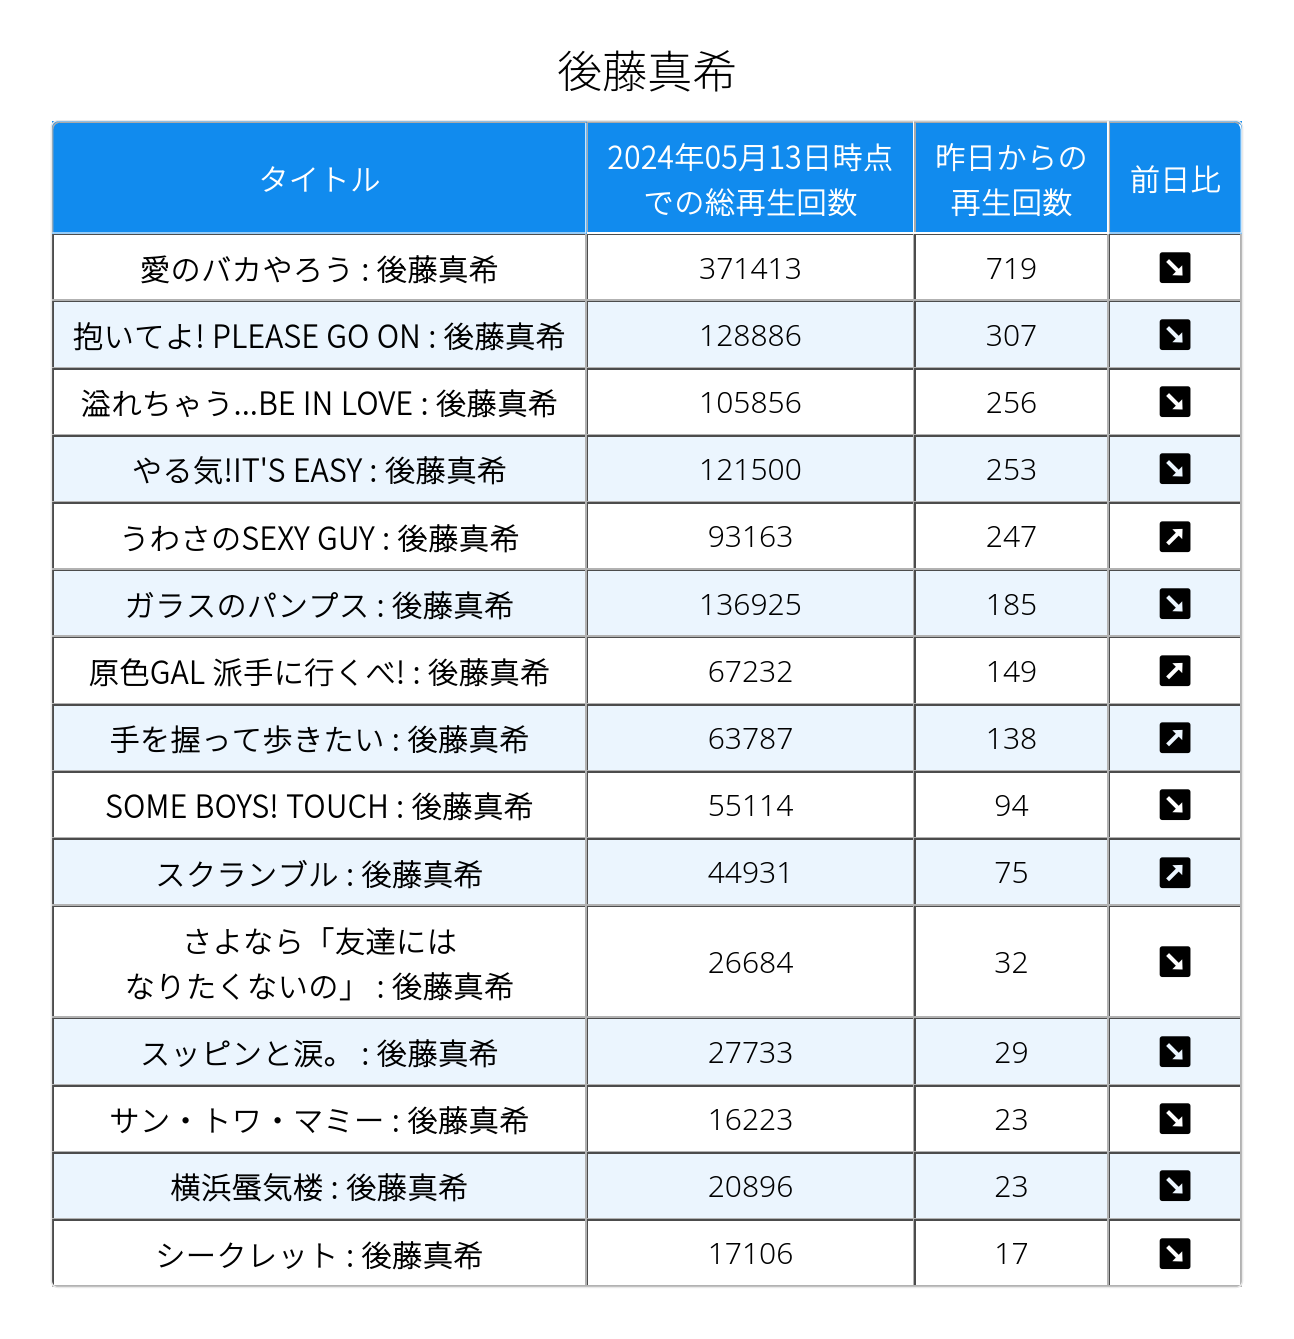 後藤真希
タイトル
2024年05月13日時点
での総再生回数
昨日からの
再生回数
前日比
愛のバカやろう : 後藤真希 371413 719
抱いてよ! PLEASE GO ON : 後藤真希 128886 307
溢れちゃう...BE IN LOVE : 後藤真希 105856 256
やる気!IT'S EASY : 後藤真希 121500 253
うわさのSEXY GUY : 後藤真希 93163 247
ガラスのパンプス : 後藤真希 136925 185
原色GAL 派手に行くべ! : 後藤真希 67232 149
手を握って歩きたい : 後藤真希 63787 138
SOME BOYS! TOUCH : 後藤真希 55114 94
スクランブル : 後藤真希 44931 75
さよなら「友達には
なりたくないの」 : 後藤真希 26684 32
スッピンと涙。 : 後藤真希 27733 29
サン・トワ・マミー : 後藤真希 16223 23
横浜蜃気楼 : 後藤真希 20896 23
シークレット : 後藤真希 17106 17